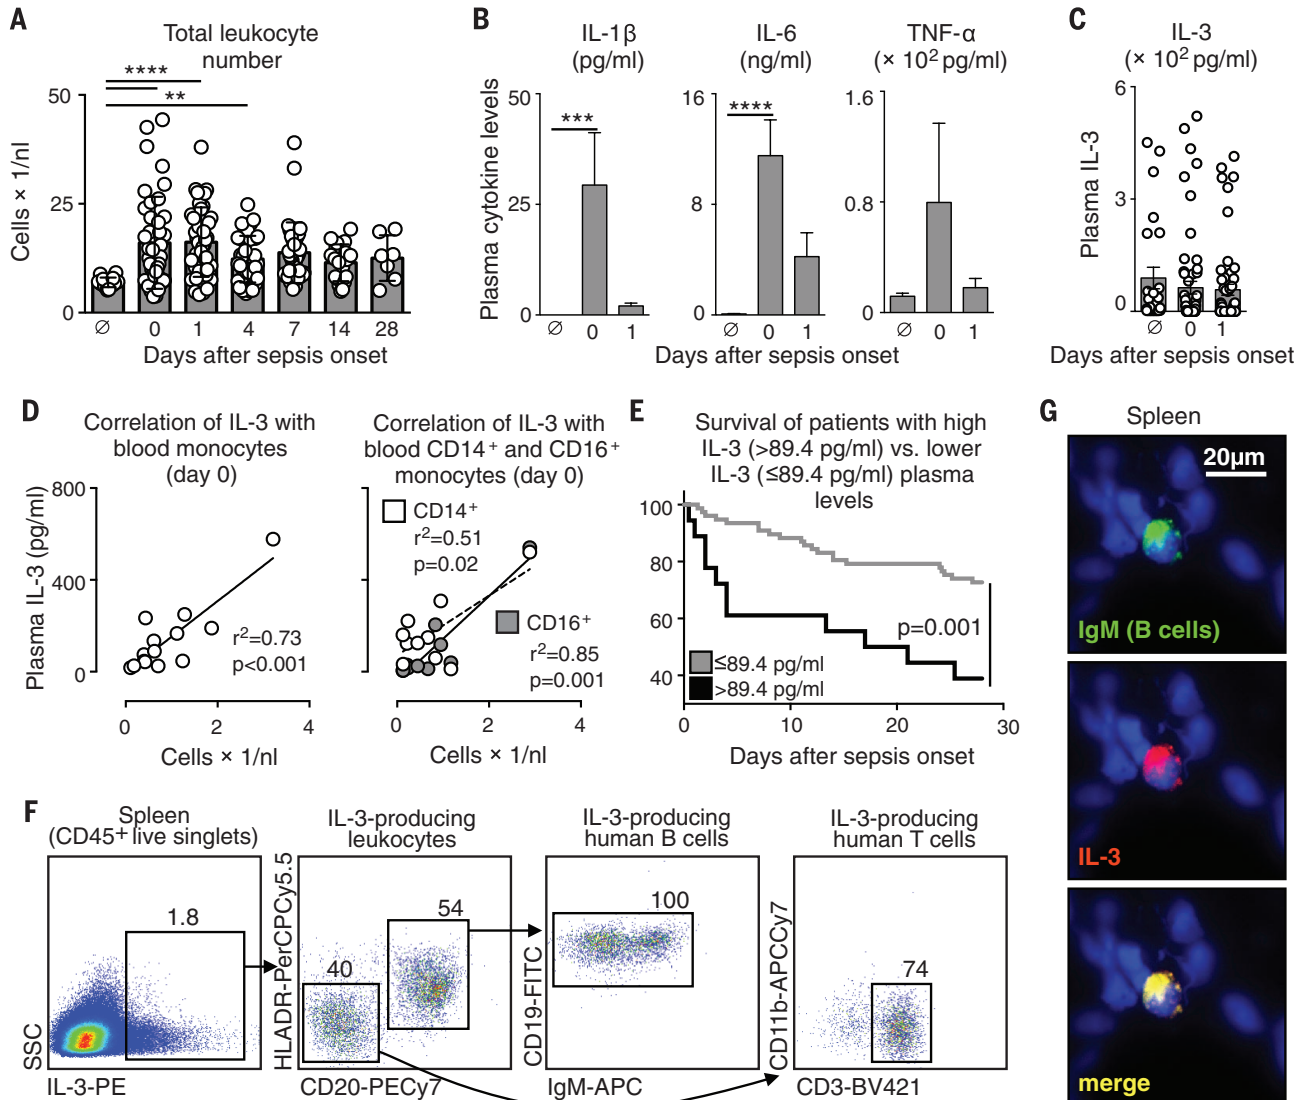 A
Total leukocyte
number
****
**
Cells × 1/nl
50
25
0
∅ 0 1 4 7 14 28
Days after sepsis onset
B
Plasma cytokine levels
IL-1β
(pg/ml)
***
50
25
0
∅ 0 1
IL-6
(ng/ml)
****
16
8
0
∅ 0 1
TNF-α
(× 10² pg/ml)
1.6
0.8
0
∅ 0 1
Days after sepsis onset
C
IL-3
(× 10² pg/ml)
Plasma IL-3
6
3
0
∅ 0 1
Days after sepsis onset
D
Correlation of IL-3 with
blood monocytes
(day 0)
Plasma IL-3 (pg/ml)
800
400
0
r²=0.73
p<0.001
0 2 4
Cells × 1/nl
Correlation of IL-3 with
blood CD14⁺ and CD16⁺
monocytes (day 0)
CD14⁺
r²=0.51
p=0.02
CD16⁺
r²=0.85
p=0.001
0 2 4
Cells × 1/nl
E
Survival of patients with high
IL-3 (>89.4 pg/ml) vs. lower
IL-3 (≤89.4 pg/ml) plasma
levels
100
80
60
40
p=0.001
≤89.4 pg/ml
>89.4 pg/ml
0 10 20 30
Days after sepsis onset
F
Spleen
(CD45⁺ live singlets)
1.8
SSC
IL-3-PE
IL-3-producing
leukocytes
54
40
HLADR-PerCPCy5.5
CD20-PECy7
IL-3-producing
human B cells
100
CD19-FITC
IgM-APC
IL-3-producing
human T cells
74
CD11b-APCCy7
CD3-BV421
G
Spleen
20µm
IgM (B cells)
IL-3
merge